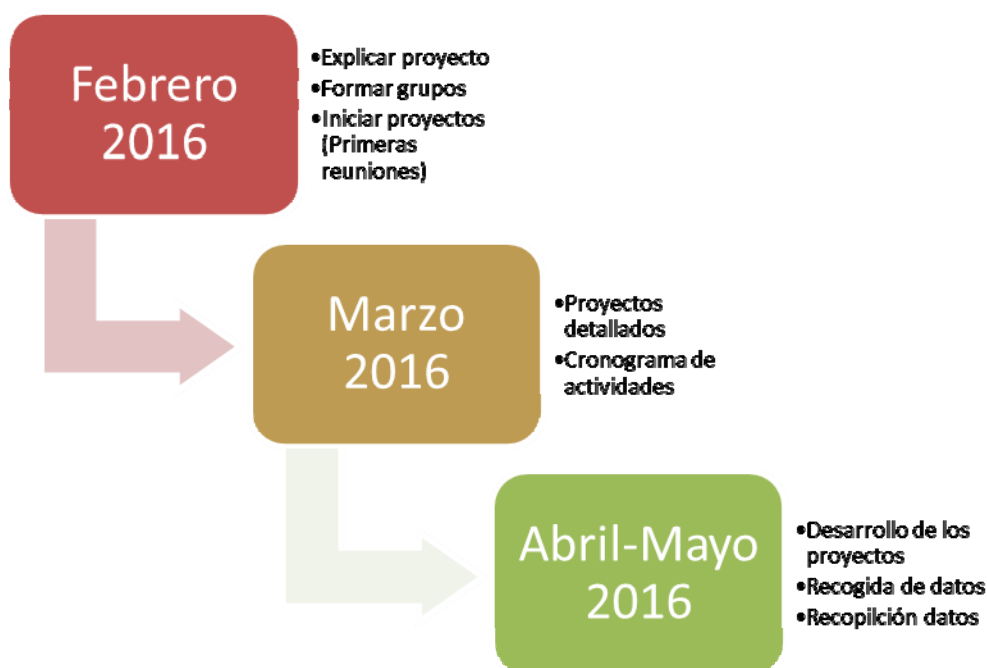 Febrero
2016
•Explicar proyecto
•Formar grupos
•Iniciar proyectos
(Primeras
reuniones)
Marzo
2016
•Proyectos
detallados
•Cronograma de
actividades
Abril-Mayo
2016
•Desarrollo de los
proyectos
•Recogida de datos
•Recopilción datos